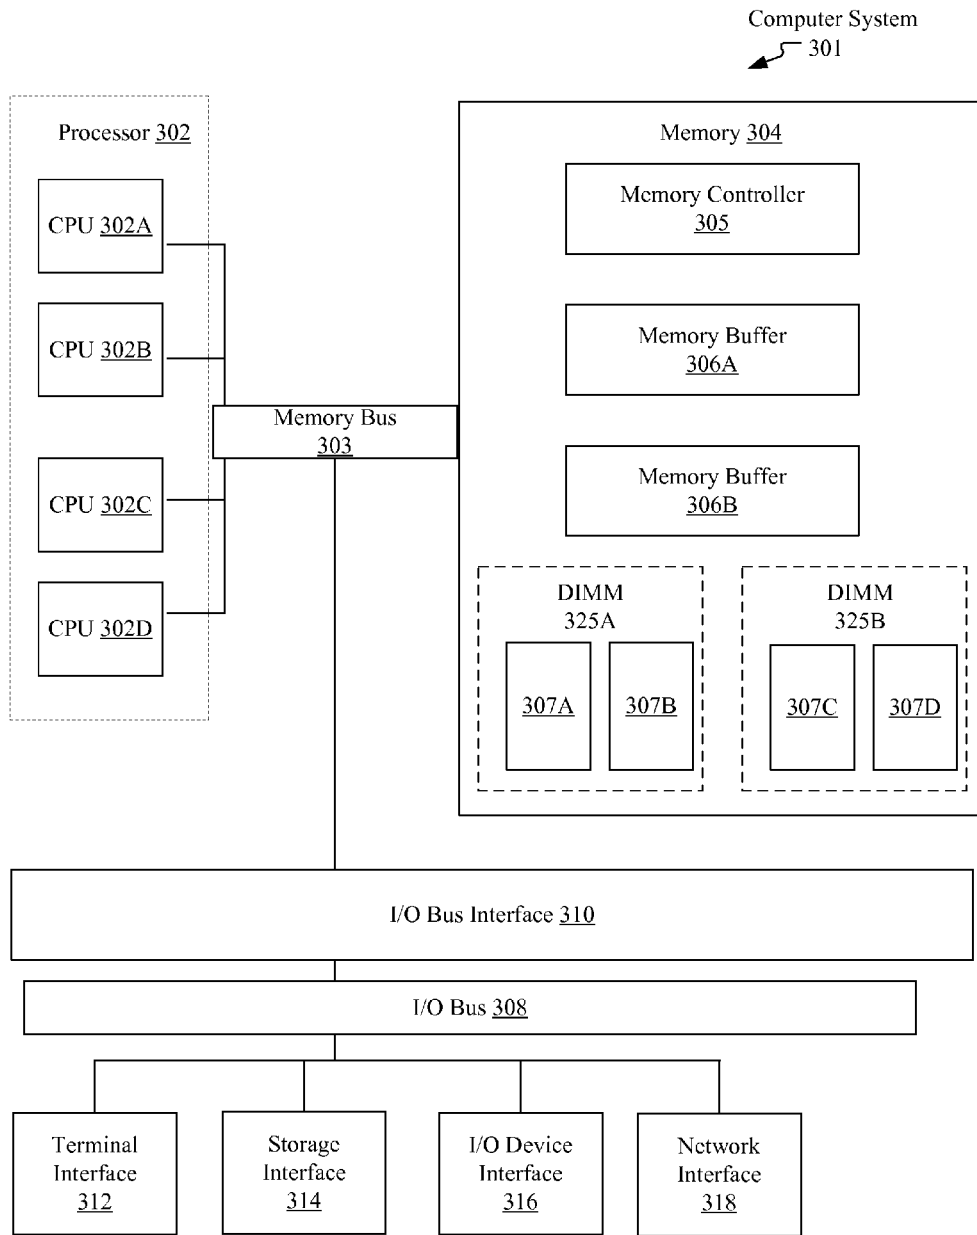 Computer System
301
Processor 302
CPU 302A
CPU 302B
CPU 302C
CPU 302D
Memory Bus
303
Memory 304
Memory Controller
305
Memory Buffer
306A
Memory Buffer
306B
DIMM
325A
307A
307B
DIMM
325B
307C
307D
I/O Bus Interface 310
I/O Bus 308
Terminal
Interface
312
Storage
Interface
314
I/O Device
Interface
316
Network
Interface
318